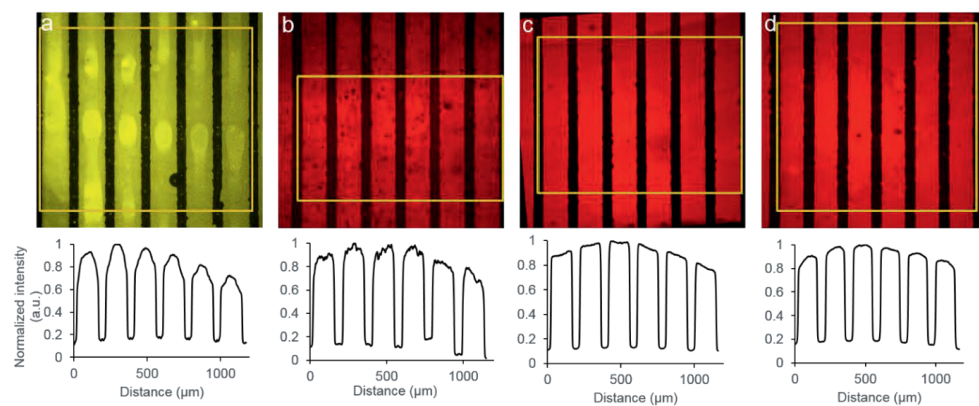 a b c d
Normalized intensity
(a.u.)
1 1 1 1
0.8 0.8 0.8 0.8
0.6 0.6 0.6 0.6
0.4 0.4 0.4 0.4
0.2 0.2 0.2 0.2
0 0 0 0
0 500 1000 0 500 1000 0 500 1000 0 500 1000
Distance (µm) Distance (µm) Distance (µm) Distance (µm)